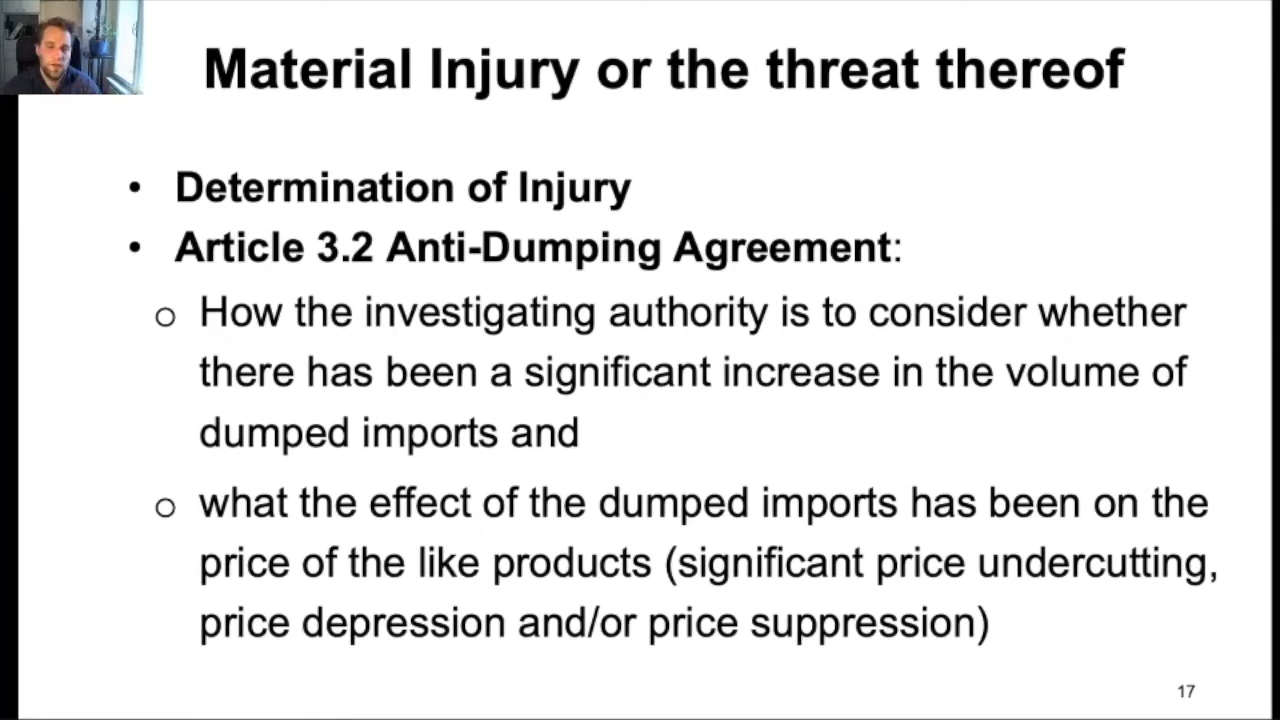 Material Injury or the threat thereof
• Determination of Injury
• Article 3.2 Anti-Dumping Agreement:
o How the investigating authority is to consider whether
there has been a significant increase in the volume of
dumped imports and
o what the effect of the dumped imports has been on the
price of the like products (significant price undercutting,
price depression and/or price suppression)
17